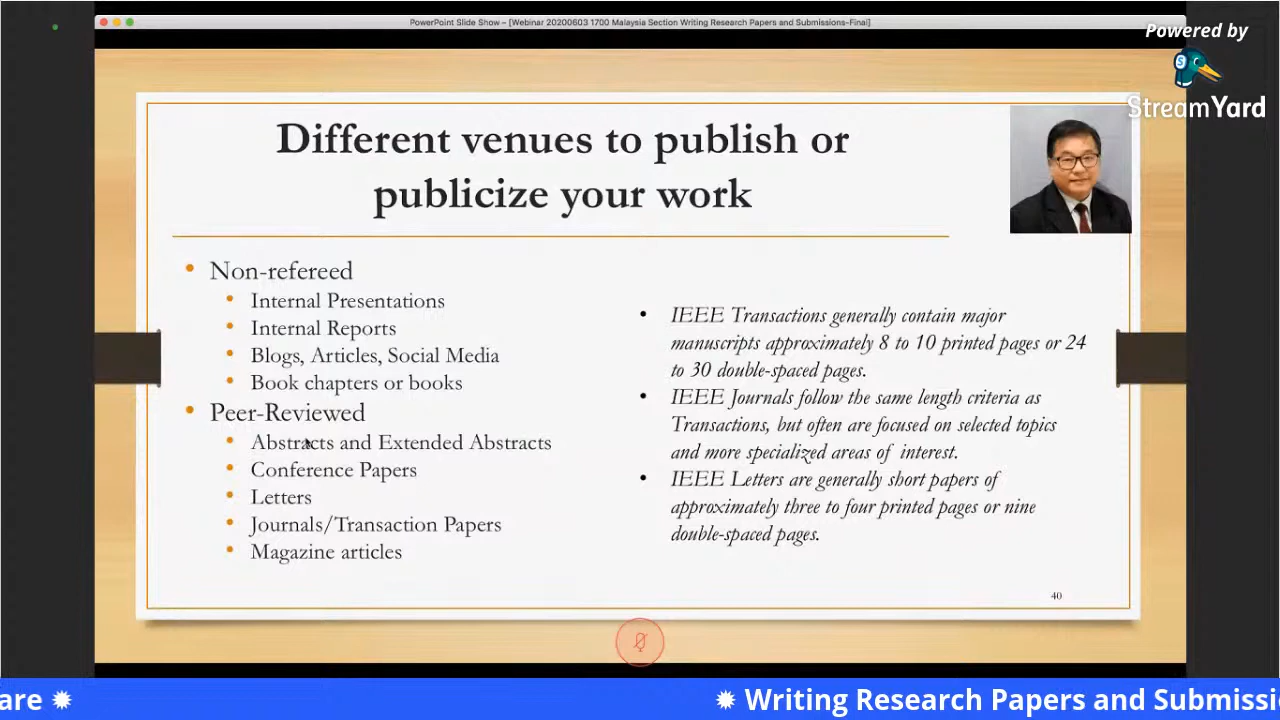 PowerPoint Slide Show – [Webinar 20200603 1700 Malaysia Section Writing Research Papers and Submissions-Final]
Powered by
StreamYard
Different venues to publish or
publicize your work
• Non-refereed
• Internal Presentations
• Internal Reports
• Blogs, Articles, Social Media
• Book chapters or books
• Peer-Reviewed
• Abstracts and Extended Abstracts
• Conference Papers
• Letters
• Journals/Transaction Papers
• Magazine articles
• IEEE Transactions generally contain major
manuscripts approximately 8 to 10 printed pages or 24
to 30 double-spaced pages.
• IEEE Journals follow the same length criteria as
Transactions, but often are focused on selected topics
and more specialized areas of interest.
• IEEE Letters are generally short papers of
approximately three to four printed pages or nine
double-spaced pages.
40
are ✹ ✹ Writing Research Papers and Submissi